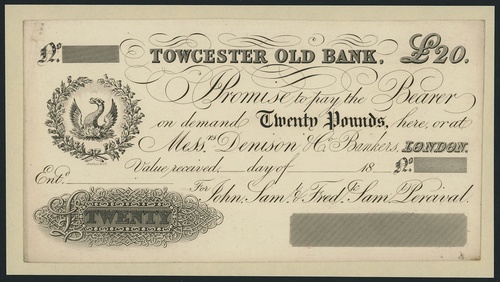 No.
TOWCESTER OLD BANK, £20.
Promise to pay the Bearer
on demand Twenty Pounds, here, or at
Messrs Denison & Co. Bankers, LONDON.
Value received day of 18 No.
Entd.
For John, Saml. & Fredk. Saml. Percival.
£ TWENTY